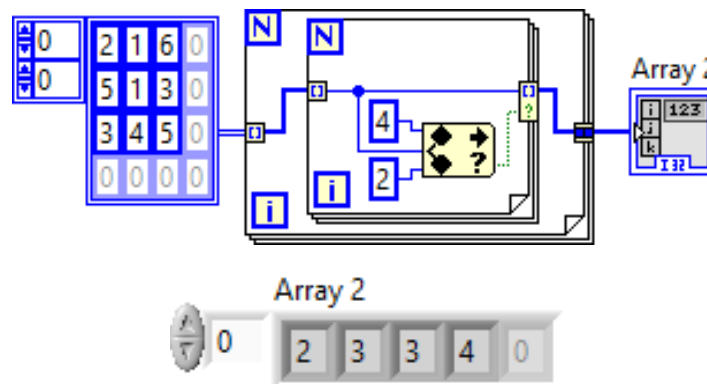 0 2 1 6 0
0 5 1 3 0
3 4 5 0
0 0 0 0
N
N
i
i
[]
[]
[]
?
4
2
?
Array 2
i 123
j
k
I32
Array 2
0 2 3 3 4 0